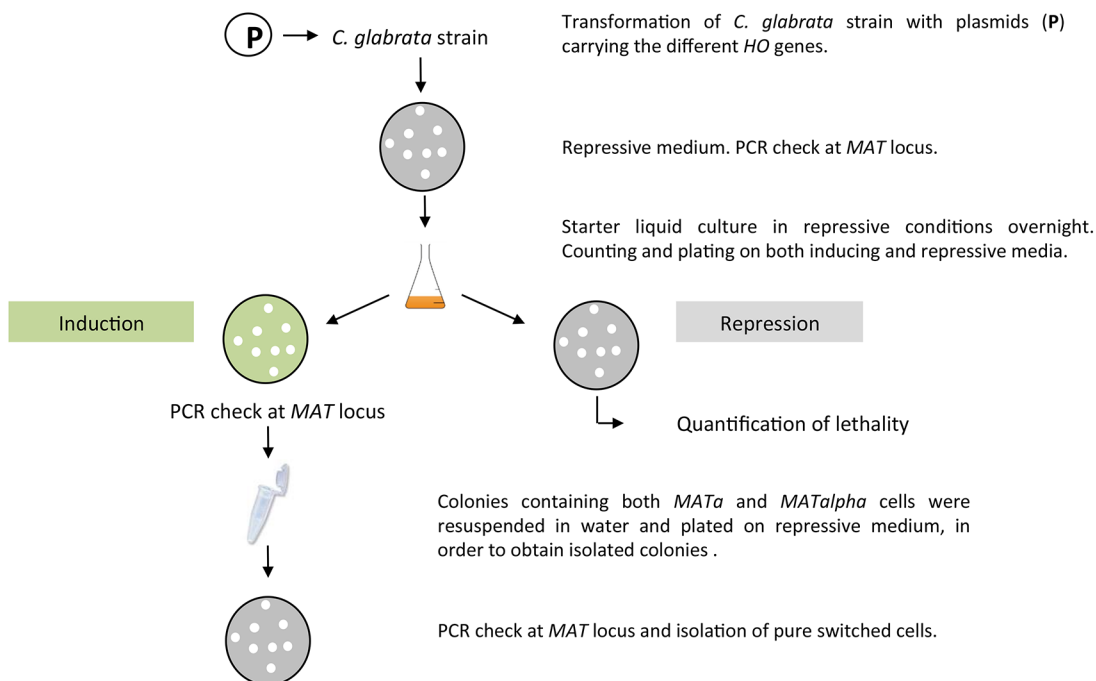 P
C. glabrata strain
Transformation of C. glabrata strain with plasmids (P)
carrying the different HO genes.
Repressive medium. PCR check at MAT locus.
Starter liquid culture in repressive conditions overnight.
Counting and plating on both inducing and repressive media.
Induction
Repression
PCR check at MAT locus
Quantification of lethality
Colonies containing both MATa and MATalpha cells were
resuspended in water and plated on repressive medium, in
order to obtain isolated colonies .
PCR check at MAT locus and isolation of pure switched cells.